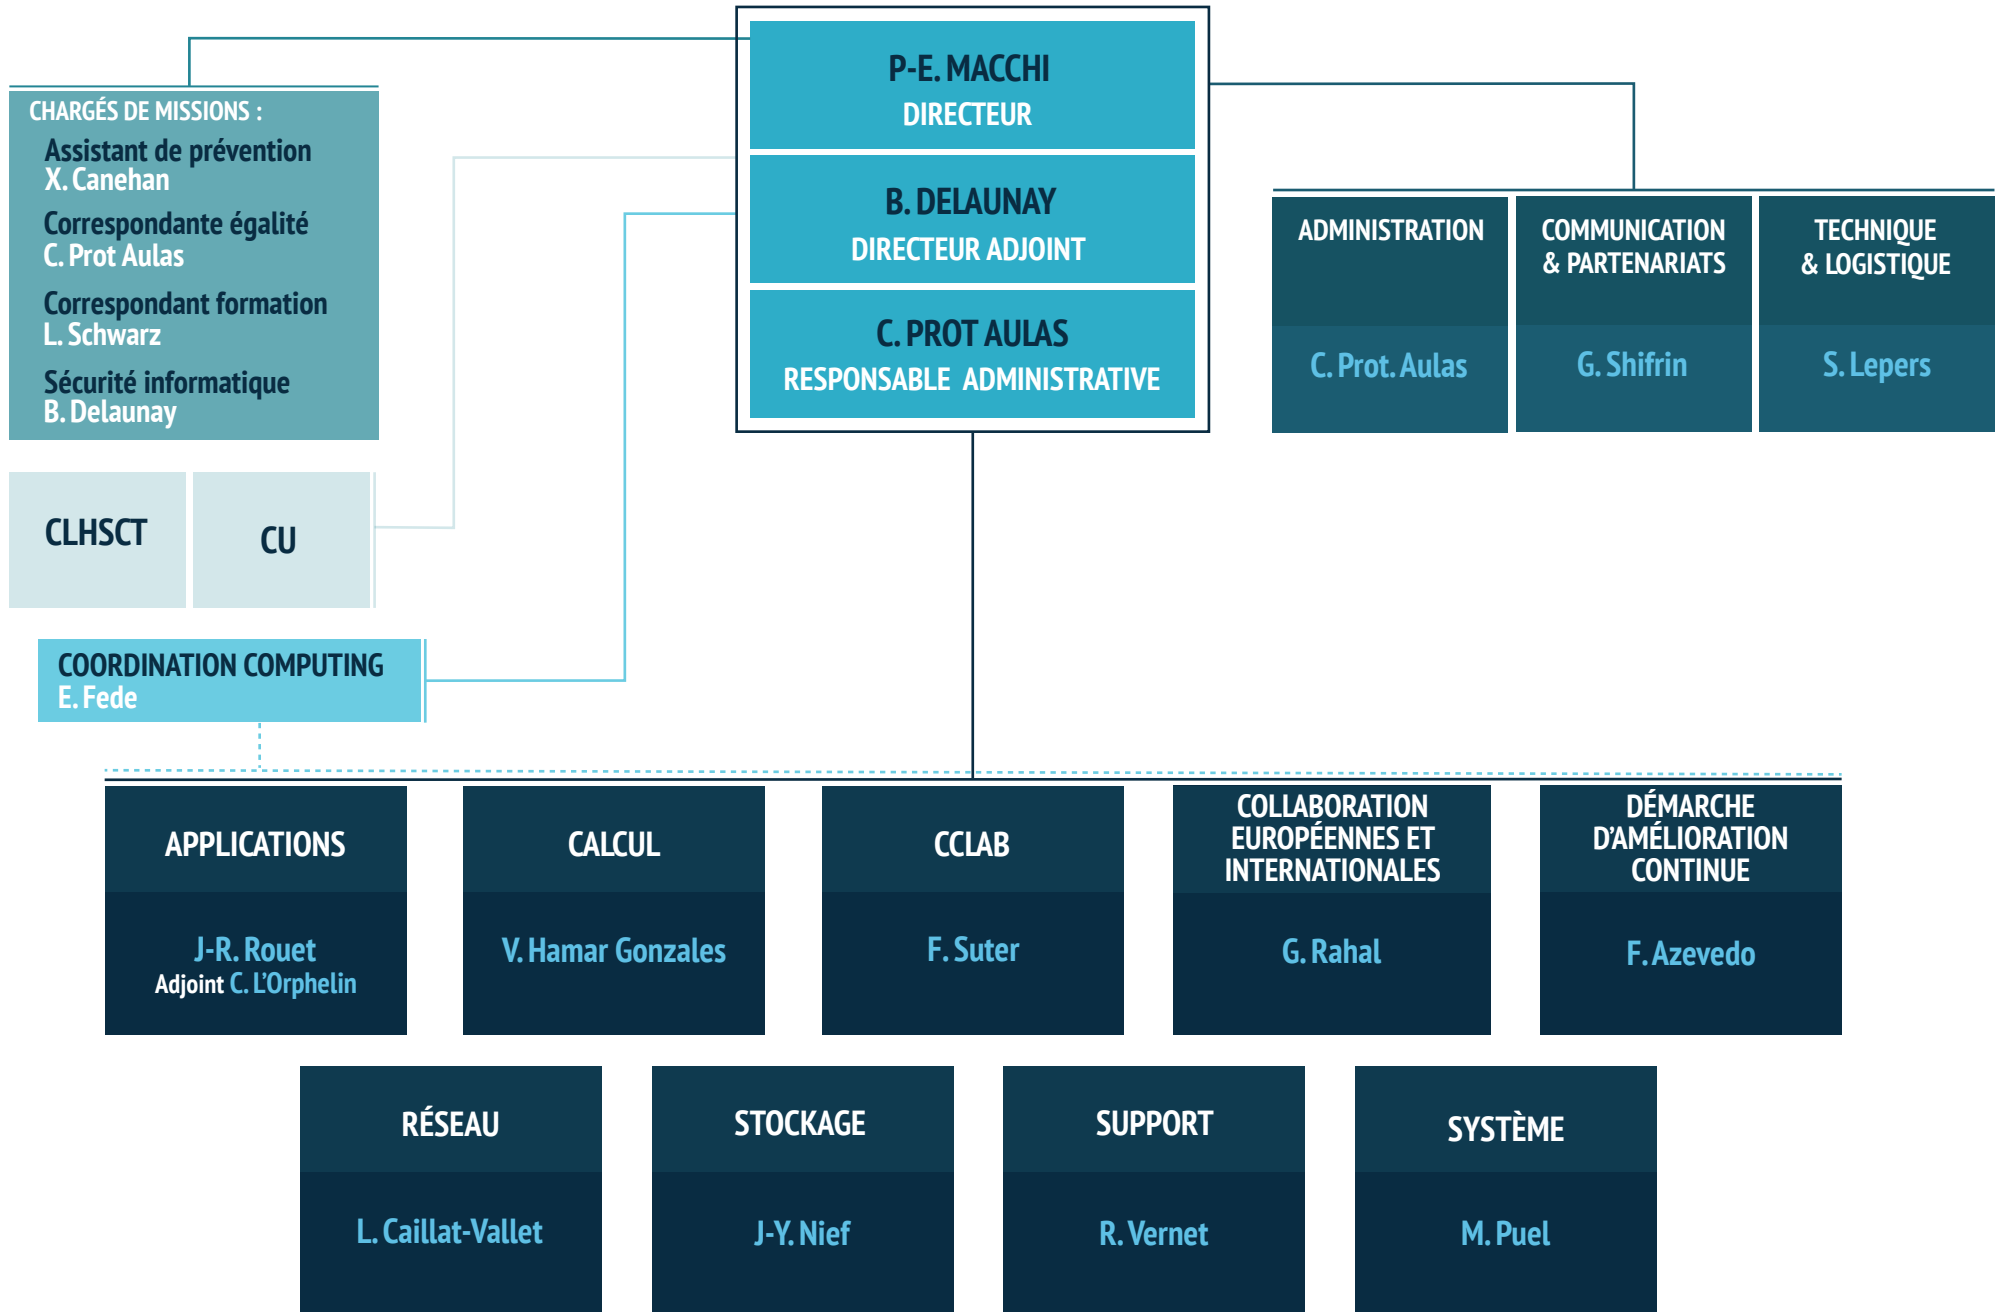 P-E. MACCHI
DIRECTEUR
B. DELAUNAY
DIRECTEUR ADJOINT
C. PROT AULAS
RESPONSABLE ADMINISTRATIVE
CHARGÉS DE MISSIONS :
Assistant de prévention
X. Canehan
Correspondante égalité
C. Prot Aulas
Correspondant formation
L. Schwarz
Sécurité informatique
B. Delaunay
ADMINISTRATION
C. Prot. Aulas
COMMUNICATION
& PARTENARIATS
G. Shifrin
TECHNIQUE
& LOGISTIQUE
S. Lepers
CLHSCT
CU
COORDINATION COMPUTING
E. Fede
APPLICATIONS
J-R. Rouet
Adjoint C. L'Orphelin
CALCUL
V. Hamar Gonzales
CCLAB
F. Suter
COLLABORATION
EUROPÉENNES ET
INTERNATIONALES
G. Rahal
DÉMARCHE
D'AMÉLIORATION
CONTINUE
F. Azevedo
RÉSEAU
L. Caillat-Vallet
STOCKAGE
J-Y. Nief
SUPPORT
R. Vernet
SYSTÈME
M. Puel